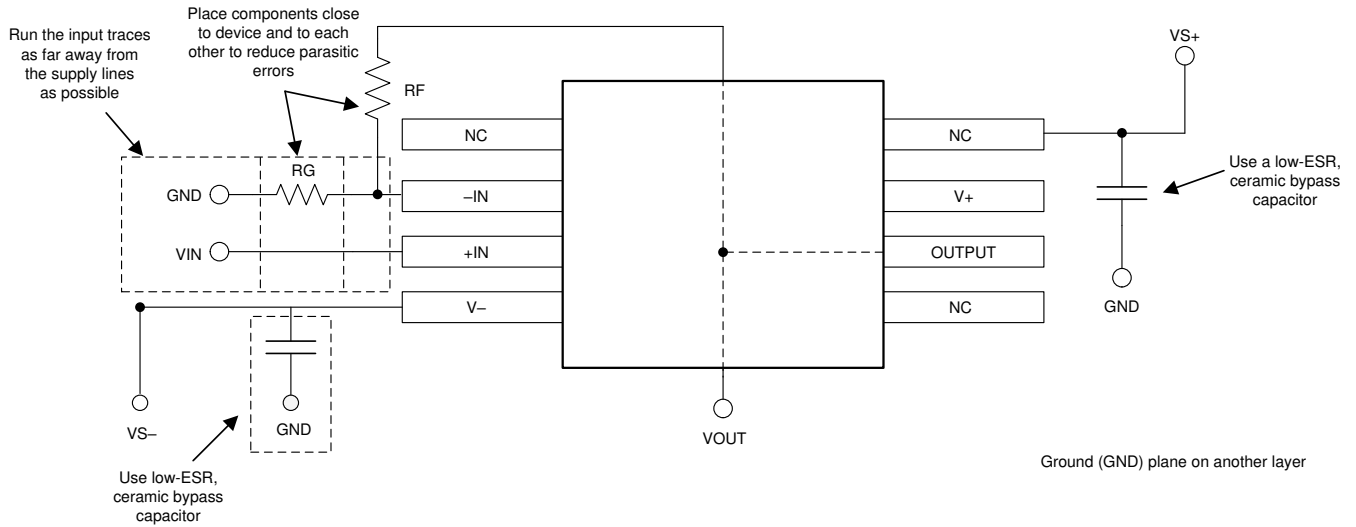 Run the input traces
as far away from
the supply lines
as possible
Place components close
to device and to each
other to reduce parasitic
errors
RF
RG
GND
VIN
NC
–IN
+IN
V–
NC
V+
OUTPUT
NC
VS+
Use a low-ESR,
ceramic bypass
capacitor
GND
VS–
GND
Use low-ESR,
ceramic bypass
capacitor
VOUT
Ground (GND) plane on another layer